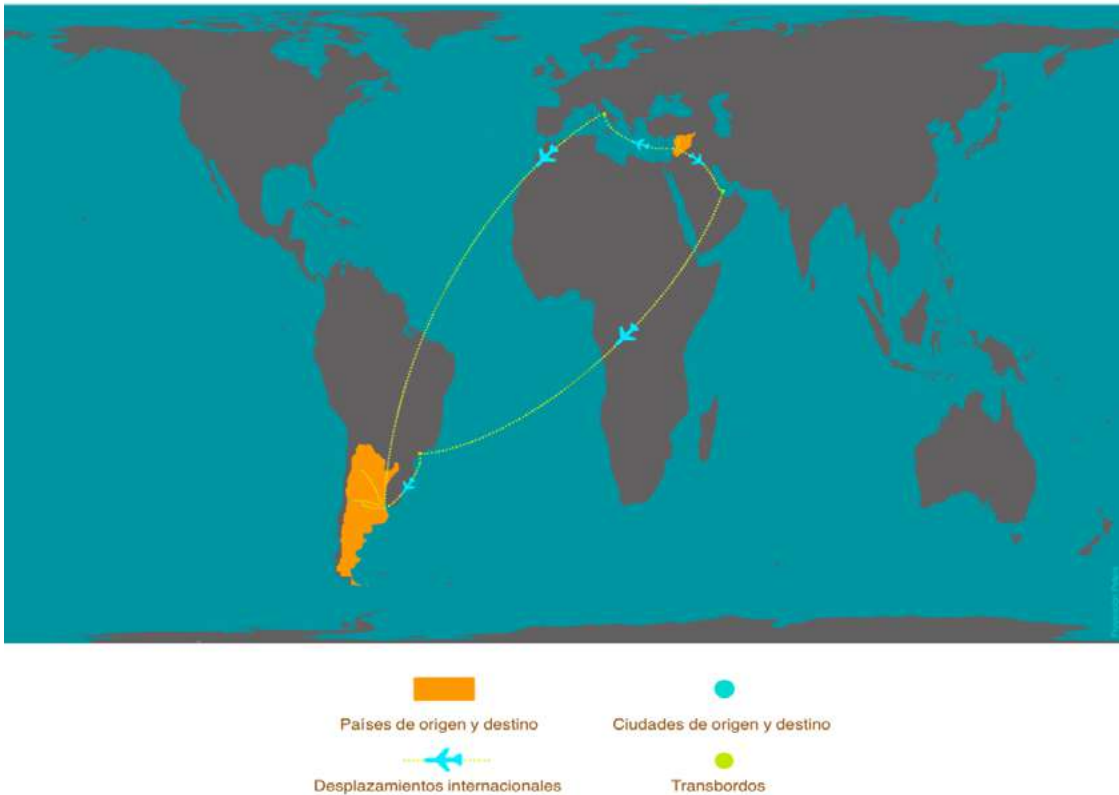 Países de origen y destino
Ciudades de origen y destino
Desplazamientos internacionales
Transbordos